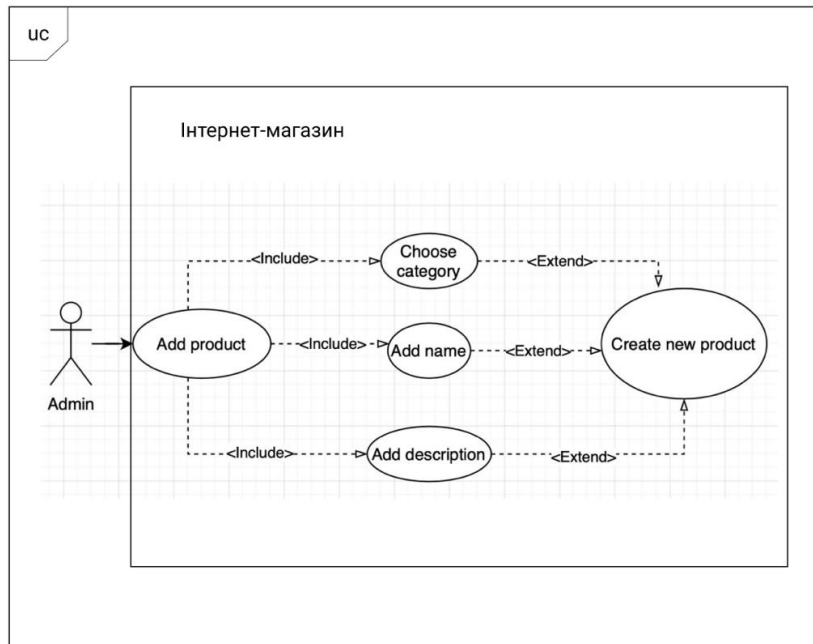 uc
Інтернет-магазин
<Include>
Choose
category
<Extend>
Admin
Add product
<Include>
Add name
<Extend>
Create new product
<Include>
Add description
<Extend>